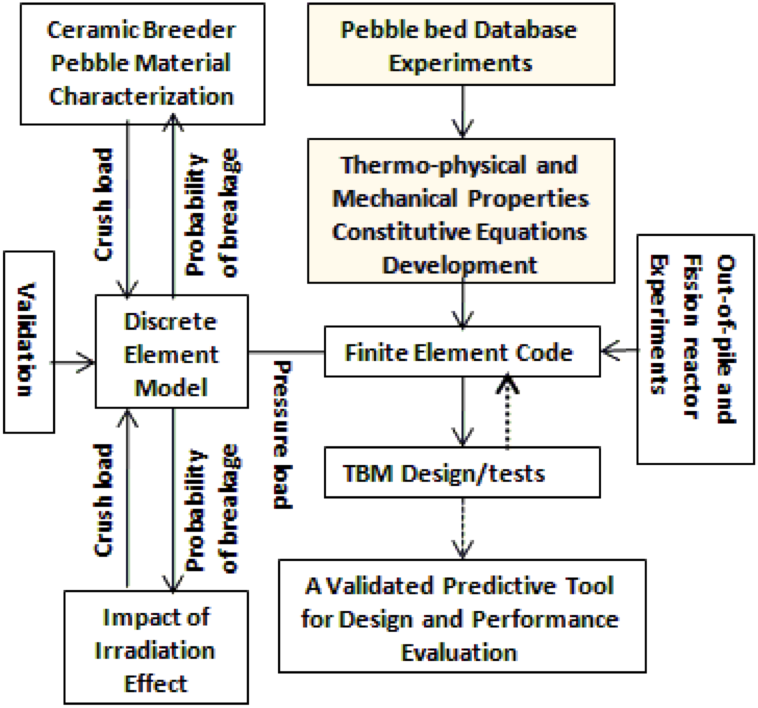 Ceramic Breeder
Pebble Material
Characterization
Pebble bed Database
Experiments
Crush load
Probability
of breakage
Thermo-physical and
Mechanical Properties
Constitutive Equations
Development
Validation
Discrete
Element
Model
Pressure load
Finite Element Code
Out-of-pile and
Fission reactor
Experiments
Crush load
Probability
of breakage
TBM Design/tests
Impact of
Irradiation
Effect
A Validated Predictive Tool
for Design and Performance
Evaluation